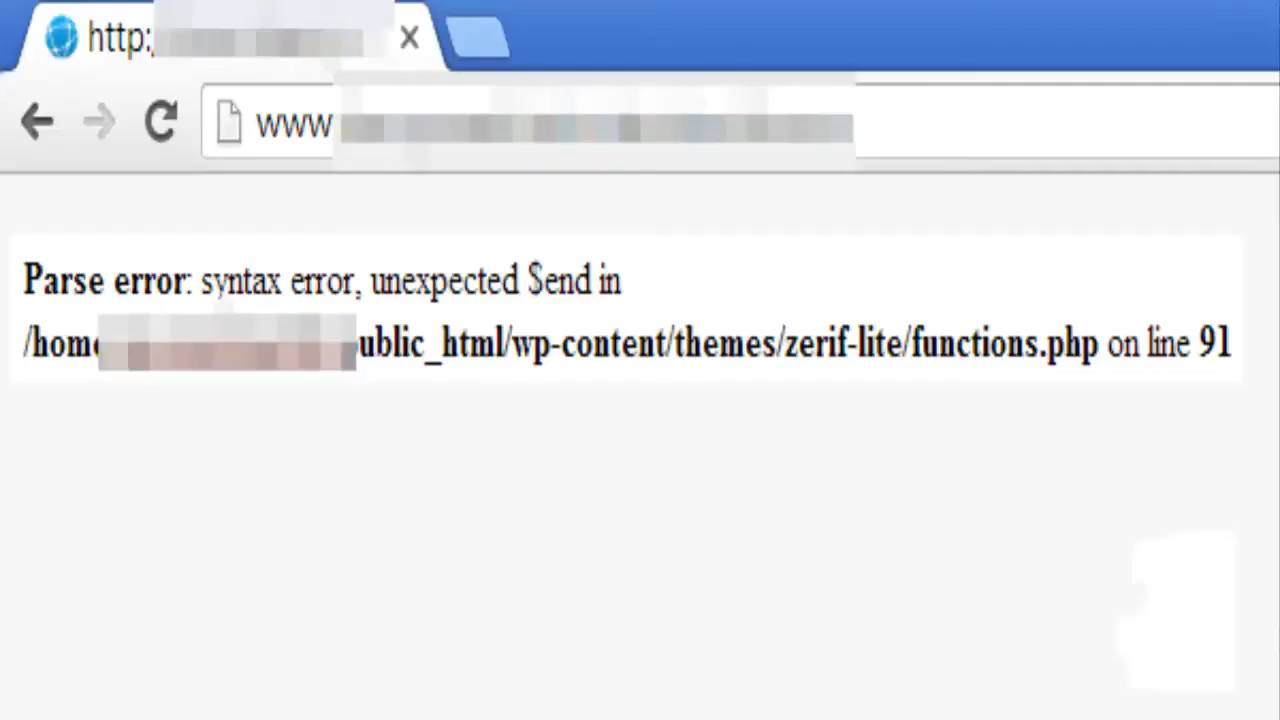 http:
www
Parse error: syntax error, unexpected $end in
/home ublic_html/wp-content/themes/zerif-lite/functions.php on line 91